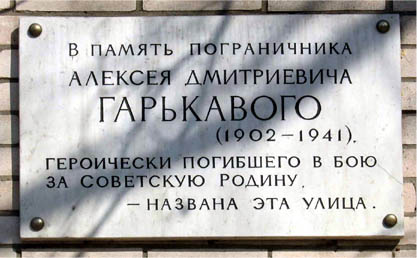 В ПАМЯТЬ ПОГРАНИЧНИКА
АЛЕКСЕЯ ДМИТРИЕВИЧА
ГАРЬКАВОГО
(1902–1941),
ГЕРОИЧЕСКИ ПОГИБШЕГО В БОЮ
ЗА СОВЕТСКУЮ РОДИНУ,
— НАЗВАНА ЭТА УЛИЦА.